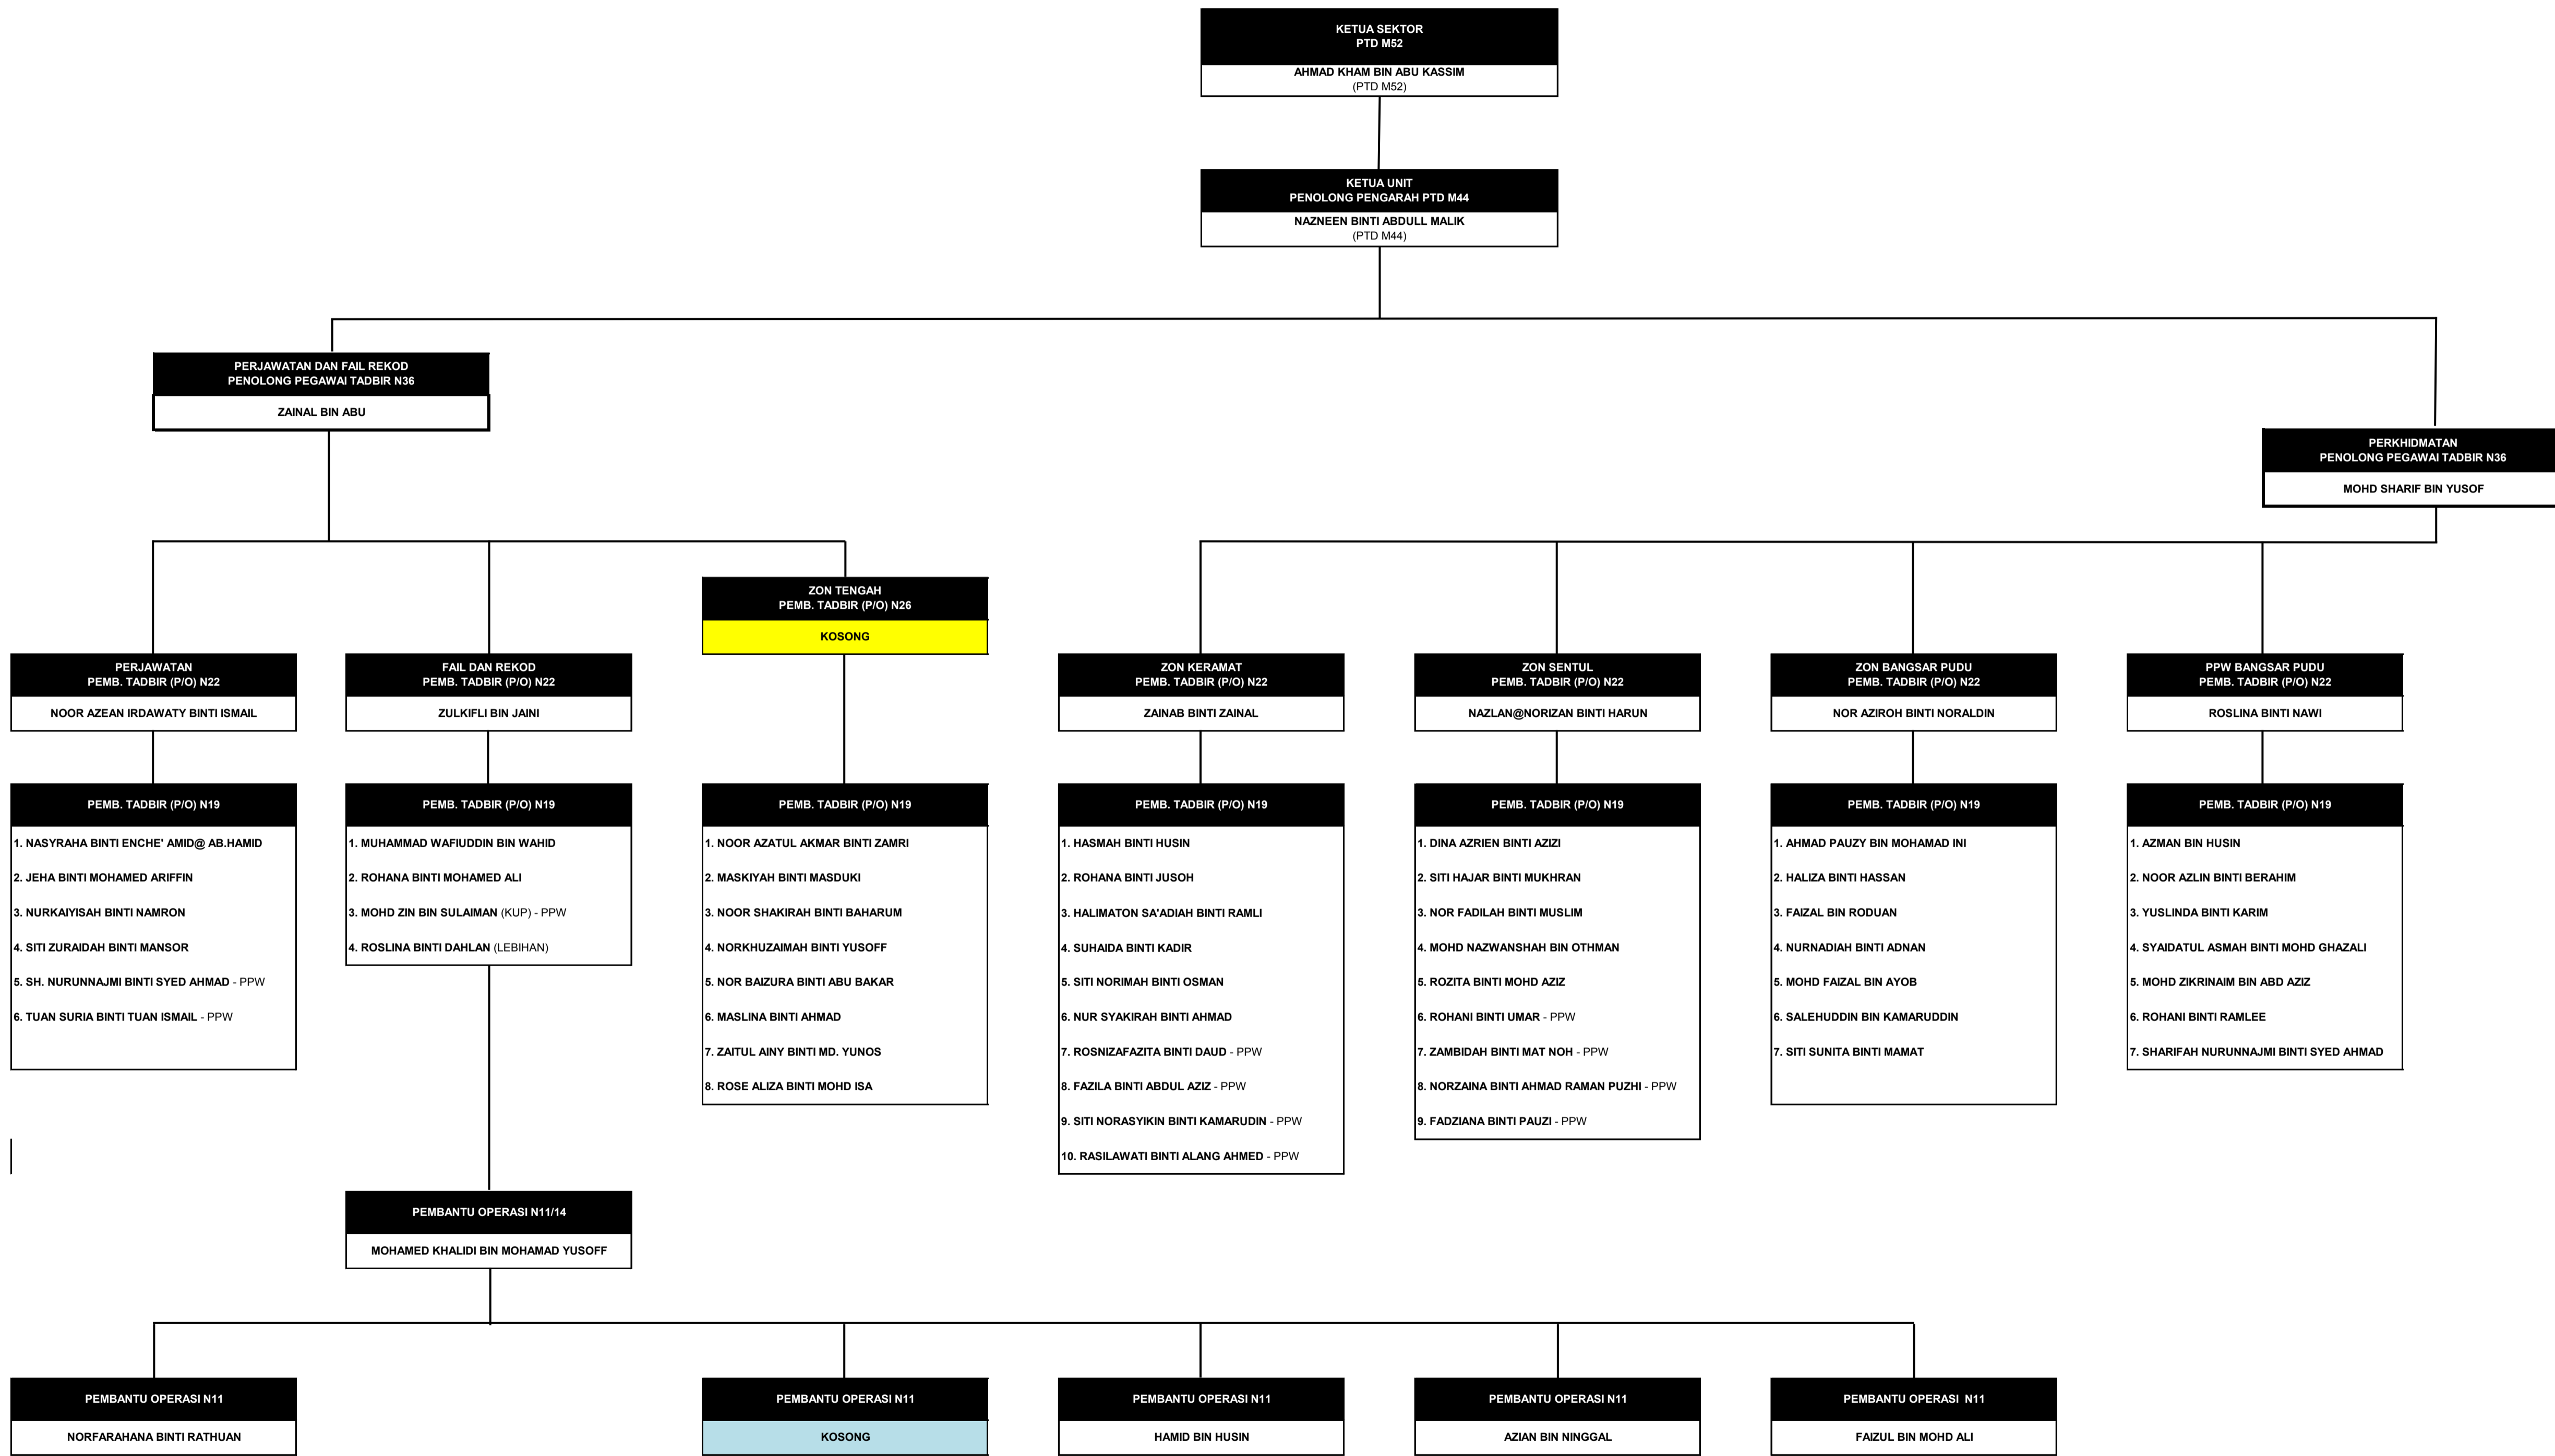 KETUA SEKTOR
PTD M52
AHMAD KHAM BIN ABU KASSIM
(PTD M52)
KETUA UNIT
PENOLONG PENGARAH PTD M44
NAZNEEN BINTI ABDULL MALIK
(PTD M44)
PERJAWATAN DAN FAIL REKOD
PENOLONG PEGAWAI TADBIR N36
ZAINAL BIN ABU
PERKHIDMATAN
PENOLONG PEGAWAI TADBIR N36
MOHD SHARIF BIN YUSOF
PERJAWATAN
PEMB. TADBIR (P/O) N22
NOOR AZEAN IRDAWATY BINTI ISMAIL
PEMB. TADBIR (P/O) N19
1. NASYRAHA BINTI ENCHE' AMID@ AB.HAMID
2. JEHA BINTI MOHAMED ARIFFIN
3. NURKAIYISAH BINTI NAMRON
4. SITI ZURAIDAH BINTI MANSOR
5. SH. NURUNNAJMI BINTI SYED AHMAD - PPW
6. TUAN SURIA BINTI TUAN ISMAIL - PPW
FAIL DAN REKOD
PEMB. TADBIR (P/O) N22
ZULKIFLI BIN JAINI
PEMB. TADBIR (P/O) N19
1. MUHAMMAD WAFIUDDIN BIN WAHID
2. ROHANA BINTI MOHAMED ALI
3. MOHD ZIN BIN SULAIMAN (KUP) - PPW
4. ROSLINA BINTI DAHLAN (LEBIHAN)
ZON TENGAH
PEMB. TADBIR (P/O) N26
KOSONG
PEMB. TADBIR (P/O) N19
1. NOOR AZATUL AKMAR BINTI ZAMRI
2. MASKIYAH BINTI MASDUKI
3. NOOR SHAKIRAH BINTI BAHARUM
4. NORKHUZAIMAH BINTI YUSOFF
5. NOR BAIZURA BINTI ABU BAKAR
6. MASLINA BINTI AHMAD
7. ZAITUL AINY BINTI MD. YUNOS
8. ROSE ALIZA BINTI MOHD ISA
ZON KERAMAT
PEMB. TADBIR (P/O) N22
ZAINAB BINTI ZAINAL
PEMB. TADBIR (P/O) N19
1. HASMAH BINTI HUSIN
2. ROHANA BINTI JUSOH
3. HALIMATON SA'ADIAH BINTI RAMLI
4. SUHAIDA BINTI KADIR
5. SITI NORIMAH BINTI OSMAN
6. NUR SYAKIRAH BINTI AHMAD
7. ROSNIZAFAZITA BINTI DAUD - PPW
8. FAZILA BINTI ABDUL AZIZ - PPW
9. SITI NORASYIKIN BINTI KAMARUDIN - PPW
10. RASILAWATI BINTI ALANG AHMED - PPW
ZON SENTUL
PEMB. TADBIR (P/O) N22
NAZLAN@NORIZAN BINTI HARUN
PEMB. TADBIR (P/O) N19
1. DINA AZRIEN BINTI AZIZI
2. SITI HAJAR BINTI MUKHRAN
3. NOR FADILAH BINTI MUSLIM
4. MOHD NAZWANSHAH BIN OTHMAN
5. ROZITA BINTI MOHD AZIZ
6. ROHANI BINTI UMAR - PPW
7. ZAMBIDAH BINTI MAT NOH - PPW
8. NORZAINA BINTI AHMAD RAMAN PUZHI - PPW
9. FADZIANA BINTI PAUZI - PPW
ZON BANGSAR PUDU
PEMB. TADBIR (P/O) N22
NOR AZIROH BINTI NORALDIN
PEMB. TADBIR (P/O) N19
1. AHMAD PAUZY BIN MOHAMAD INI
2. HALIZA BINTI HASSAN
3. FAIZAL BIN RODUAN
4. NURNADIAH BINTI ADNAN
5. MOHD FAIZAL BIN AYOB
6. SALEHUDDIN BIN KAMARUDDIN
7. SITI SUNITA BINTI MAMAT
PPW BANGSAR PUDU
PEMB. TADBIR (P/O) N22
ROSLINA BINTI NAWI
PEMB. TADBIR (P/O) N19
1. AZMAN BIN HUSIN
2. NOOR AZLIN BINTI BERAHIM
3. YUSLINDA BINTI KARIM
4. SYAIDATUL ASMAH BINTI MOHD GHAZALI
5. MOHD ZIKRINAIM BIN ABD AZIZ
6. ROHANI BINTI RAMLEE
7. SHARIFAH NURUNNAJMI BINTI SYED AHMAD
PEMBANTU OPERASI N11/14
MOHAMED KHALIDI BIN MOHAMAD YUSOFF
PEMBANTU OPERASI N11
NORFARAHANA BINTI RATHUAN
PEMBANTU OPERASI N11
KOSONG
PEMBANTU OPERASI N11
HAMID BIN HUSIN
PEMBANTU OPERASI N11
AZIAN BIN NINGGAL
PEMBANTU OPERASI N11
FAIZUL BIN MOHD ALI